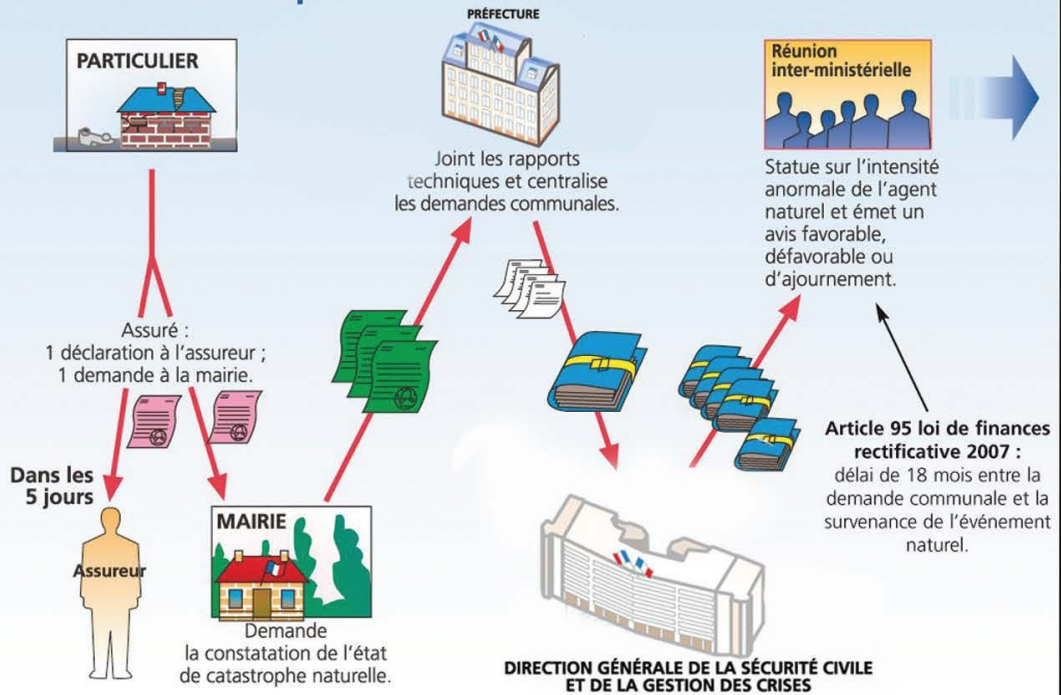 PARTICULIER
Assuré :
1 déclaration à l'assureur ;
1 demande à la mairie.
Dans les
5 jours
Assureur
MAIRIE
Demande
la constatation de l'état
de catastrophe naturelle.
PRÉFECTURE
Joint les rapports
techniques et centralise
les demandes communales.
DIRECTION GÉNÉRALE DE LA SÉCURITÉ CIVILE
ET DE LA GESTION DES CRISES
Réunion
inter-ministérielle
Statue sur l'intensité
anormale de l'agent
naturel et émet un
avis favorable,
défavorable ou
d'ajournement.
Article 95 loi de finances
rectificative 2007 :
délai de 18 mois entre la
demande communale et la
survenance de l'événement
naturel.